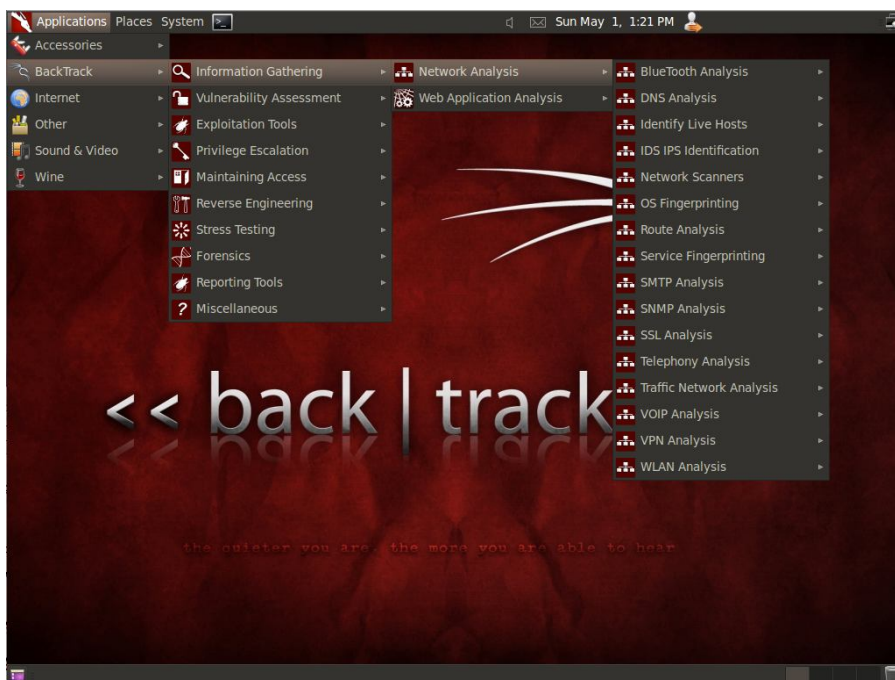 Applications Places System Sun May 1, 1:21 PM
Accessories
BackTrack
Internet
Other
Sound & Video
Wine
Information Gathering
Vulnerability Assessment
Exploitation Tools
Privilege Escalation
Maintaining Access
Reverse Engineering
Stress Testing
Forensics
Reporting Tools
Miscellaneous
Network Analysis
Web Application Analysis
BlueTooth Analysis
DNS Analysis
Identify Live Hosts
IDS IPS Identification
Network Scanners
OS Fingerprinting
Route Analysis
Service Fingerprinting
SMTP Analysis
SNMP Analysis
SSL Analysis
Telephony Analysis
Traffic Network Analysis
VOIP Analysis
VPN Analysis
WLAN Analysis
<< back | track
the quieter you are, the more you are able to hear